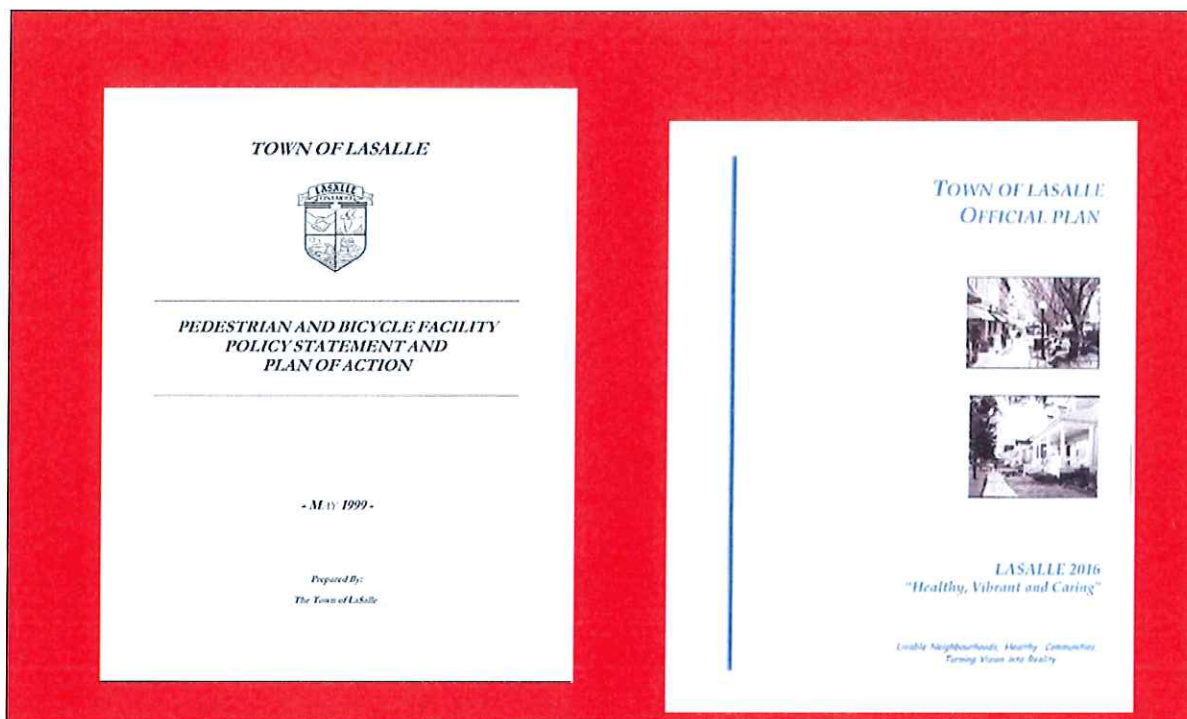 TOWN OF LASALLE
LASALLE
ONTARIO
PEDESTRIAN AND BICYCLE FACILITY
POLICY STATEMENT AND
PLAN OF ACTION
- MAY 1999 -
Prepared By:
The Town of LaSalle
TOWN OF LASALLE
OFFICIAL PLAN
LASALLE 2016
"Healthy, Vibrant and Caring"
Livable Neighbourhoods, Healthy Communities,
Turning Vision into Reality